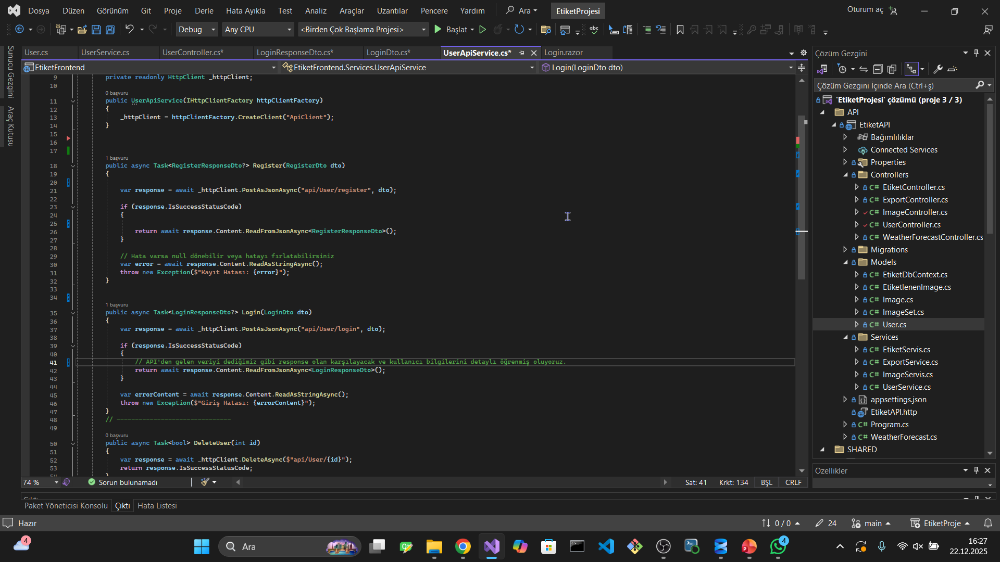 Dosya Düzen Görünüm Git Proje Derle Hata Ayıkla Test Analiz Araçlar Uzantılar Pencere Yardım Ara EtiketProjesi Oturum aç
Debug Any CPU <Birden Çok Başlama Projesi> Başlat
Sunucu Gezgini
Araç Kutusu
User.cs UserService.cs UserController.cs* LoginResponseDto.cs* LoginDto.cs* UserApiService.cs* Login.razor
EtiketFrontend EtiketFrontend.Services.UserApiService Login(LoginDto dto)
9 private readonly HttpClient _httpClient;
10
0 başvuru
11 public UserApiService(IHttpClientFactory httpClientFactory)
12 {
13 _httpClient = httpClientFactory.CreateClient("ApiClient");
14 }
15
16
17
1 başvuru
18 public async Task<RegisterResponseDto?> Register(RegisterDto dto)
19 {
20
21 var response = await _httpClient.PostAsJsonAsync("api/User/register", dto);
22
23 if (response.IsSuccessStatusCode)
24 {
25
26 return await response.Content.ReadFromJsonAsync<RegisterResponseDto>();
27 }
28
29 // Hata varsa null dönebilir veya hatayı fırlatabilirsiniz
30 var error = await response.Content.ReadAsStringAsync();
31 throw new Exception($"Kayıt Hatası: {error}");
32 }
33
34
1 başvuru
35 public async Task<LoginResponseDto?> Login(LoginDto dto)
36 {
37 var response = await _httpClient.PostAsJsonAsync("api/User/login", dto);
38
39 if (response.IsSuccessStatusCode)
40 {
41 // API'den gelen veriyi dediğimiz gibi response olan karşılayacak ve kullanıcı bilgilerini detaylı öğrenmiş oluyoruz.
42 return await response.Content.ReadFromJsonAsync<LoginResponseDto>();
43 }
44
45 var errorContent = await response.Content.ReadAsStringAsync();
46 throw new Exception($"Giriş Hatası: {errorContent}");
47 }
48 // -------------------------------
49
0 başvuru
50 public async Task<bool> DeleteUser(int id)
51 {
52 var response = await _httpClient.DeleteAsync($"api/User/{id}");
53 return response.IsSuccessStatusCode;
54 }
74 % Sorun bulunamadı Sat: 41 Krkt: 134 BŞL CRLF
Çıktı
Paket Yöneticisi Konsolu Çıktı Hata Listesi
Çözüm Gezgini
Çözüm Gezgini İçinde Ara (Ctrl+ş)
'EtiketProjesi' çözümü (proje 3 / 3)
API
EtiketAPI
Bağımlılıklar
Connected Services
Properties
Controllers
C# EtiketController.cs
C# ExportController.cs
C# ImageController.cs
C# UserController.cs
C# WeatherForecastController.cs
Migrations
Models
C# EtiketDbContext.cs
C# EtiketlenenImage.cs
C# Image.cs
C# ImageSet.cs
C# User.cs
Services
C# EtiketServis.cs
C# ExportService.cs
C# ImageServis.cs
C# UserService.cs
appsettings.json
EtiketAPI.http
C# Program.cs
C# WeatherForecast.cs
SHARED
Özellikler
Hazır 0 / 0 24 main EtiketProje
4 Ara 4 16:27
22.12.2025